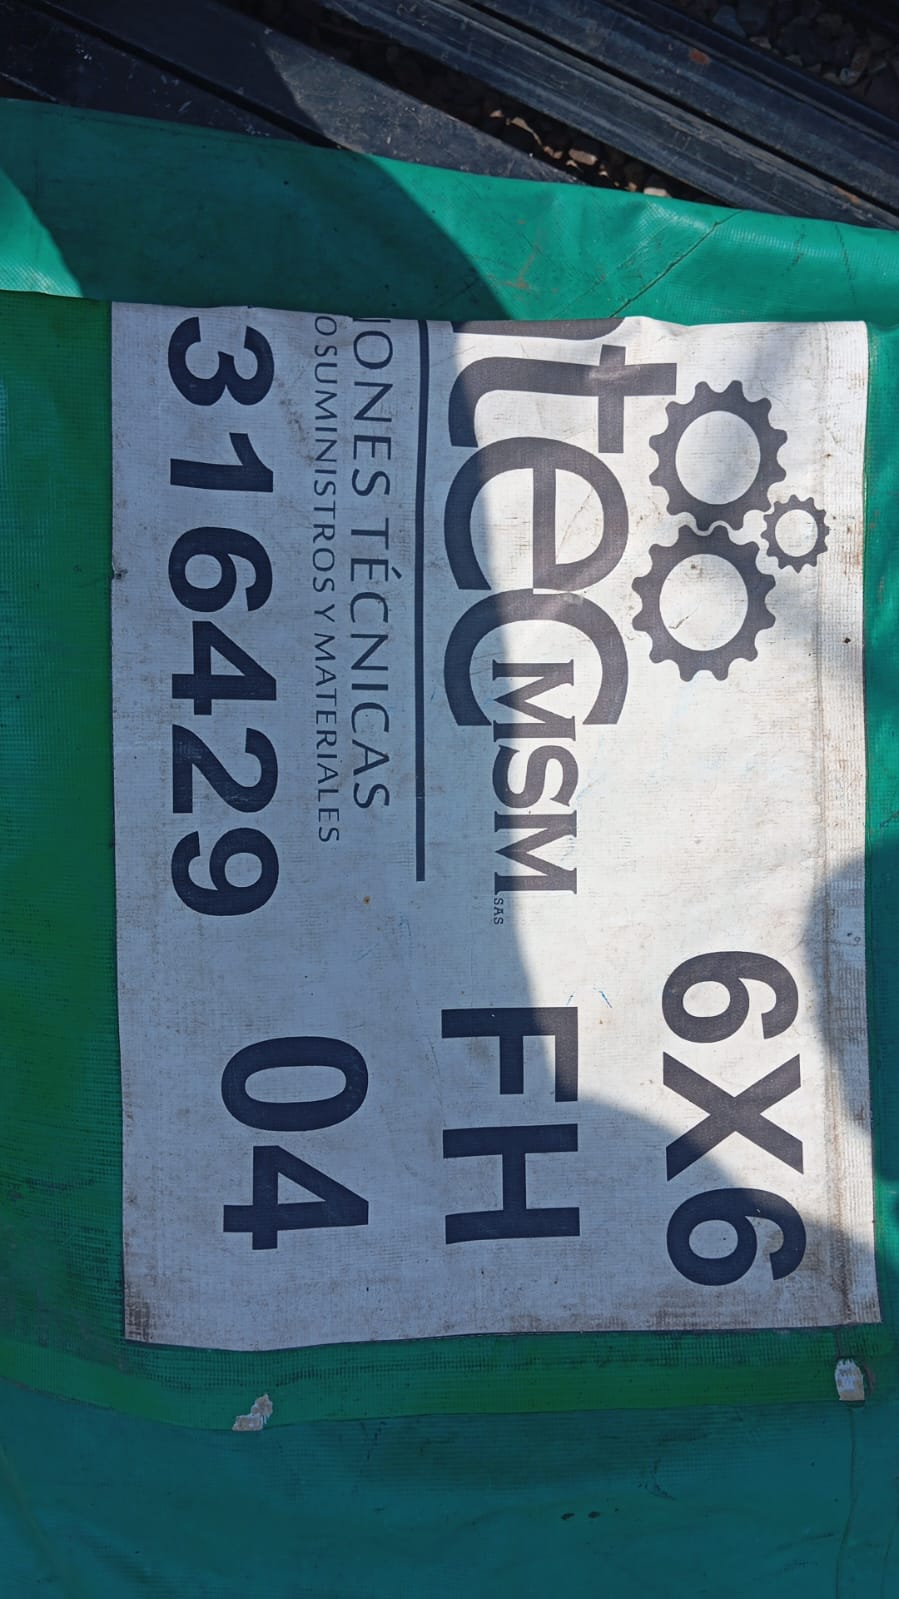 6X6
tec
MSM SAS
FH
IONES TÉCNICAS
O SUMINISTROS Y MATERIALES
04
316429